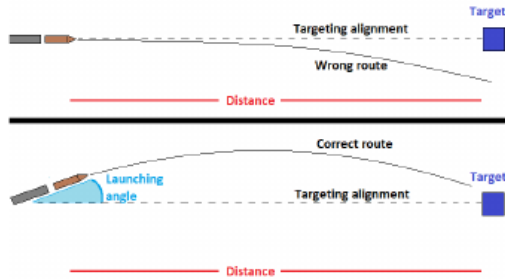 Target
Targeting alignment
Wrong route
Distance
Correct route
Launching
angle
Target
Targeting alignment
Distance